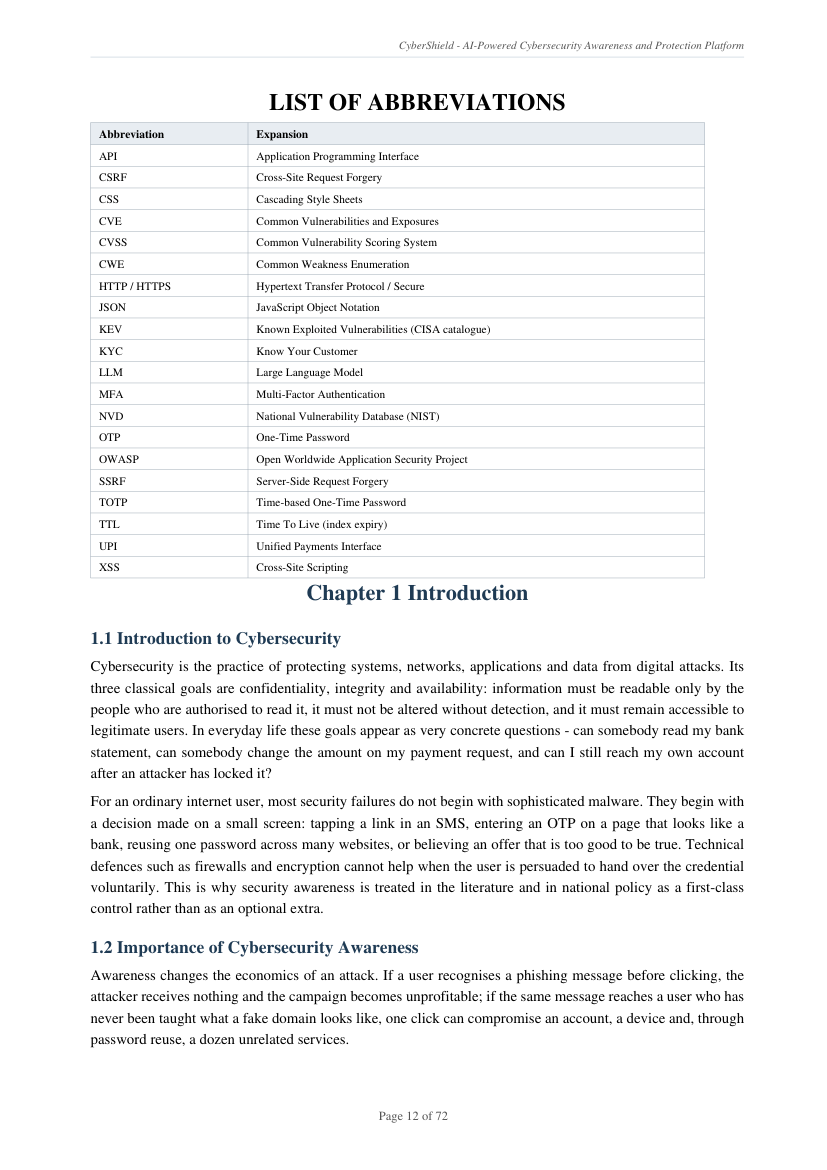 CyberShield - AI-Powered Cybersecurity Awareness and Protection Platform
LIST OF ABBREVIATIONS
Abbreviation Expansion
API Application Programming Interface
CSRF Cross-Site Request Forgery
CSS Cascading Style Sheets
CVE Common Vulnerabilities and Exposures
CVSS Common Vulnerability Scoring System
CWE Common Weakness Enumeration
HTTP / HTTPS Hypertext Transfer Protocol / Secure
JSON JavaScript Object Notation
KEV Known Exploited Vulnerabilities (CISA catalogue)
KYC Know Your Customer
LLM Large Language Model
MFA Multi-Factor Authentication
NVD National Vulnerability Database (NIST)
OTP One-Time Password
OWASP Open Worldwide Application Security Project
SSRF Server-Side Request Forgery
TOTP Time-based One-Time Password
TTL Time To Live (index expiry)
UPI Unified Payments Interface
XSS Cross-Site Scripting
Chapter 1 Introduction
1.1 Introduction to Cybersecurity
Cybersecurity is the practice of protecting systems, networks, applications and data from digital attacks. Its
three classical goals are confidentiality, integrity and availability: information must be readable only by the
people who are authorised to read it, it must not be altered without detection, and it must remain accessible to
legitimate users. In everyday life these goals appear as very concrete questions - can somebody read my bank
statement, can somebody change the amount on my payment request, and can I still reach my own account
after an attacker has locked it?
For an ordinary internet user, most security failures do not begin with sophisticated malware. They begin with
a decision made on a small screen: tapping a link in an SMS, entering an OTP on a page that looks like a
bank, reusing one password across many websites, or believing an offer that is too good to be true. Technical
defences such as firewalls and encryption cannot help when the user is persuaded to hand over the credential
voluntarily. This is why security awareness is treated in the literature and in national policy as a first-class
control rather than as an optional extra.
1.2 Importance of Cybersecurity Awareness
Awareness changes the economics of an attack. If a user recognises a phishing message before clicking, the
attacker receives nothing and the campaign becomes unprofitable; if the same message reaches a user who has
never been taught what a fake domain looks like, one click can compromise an account, a device and, through
password reuse, a dozen unrelated services.
Page 12 of 72